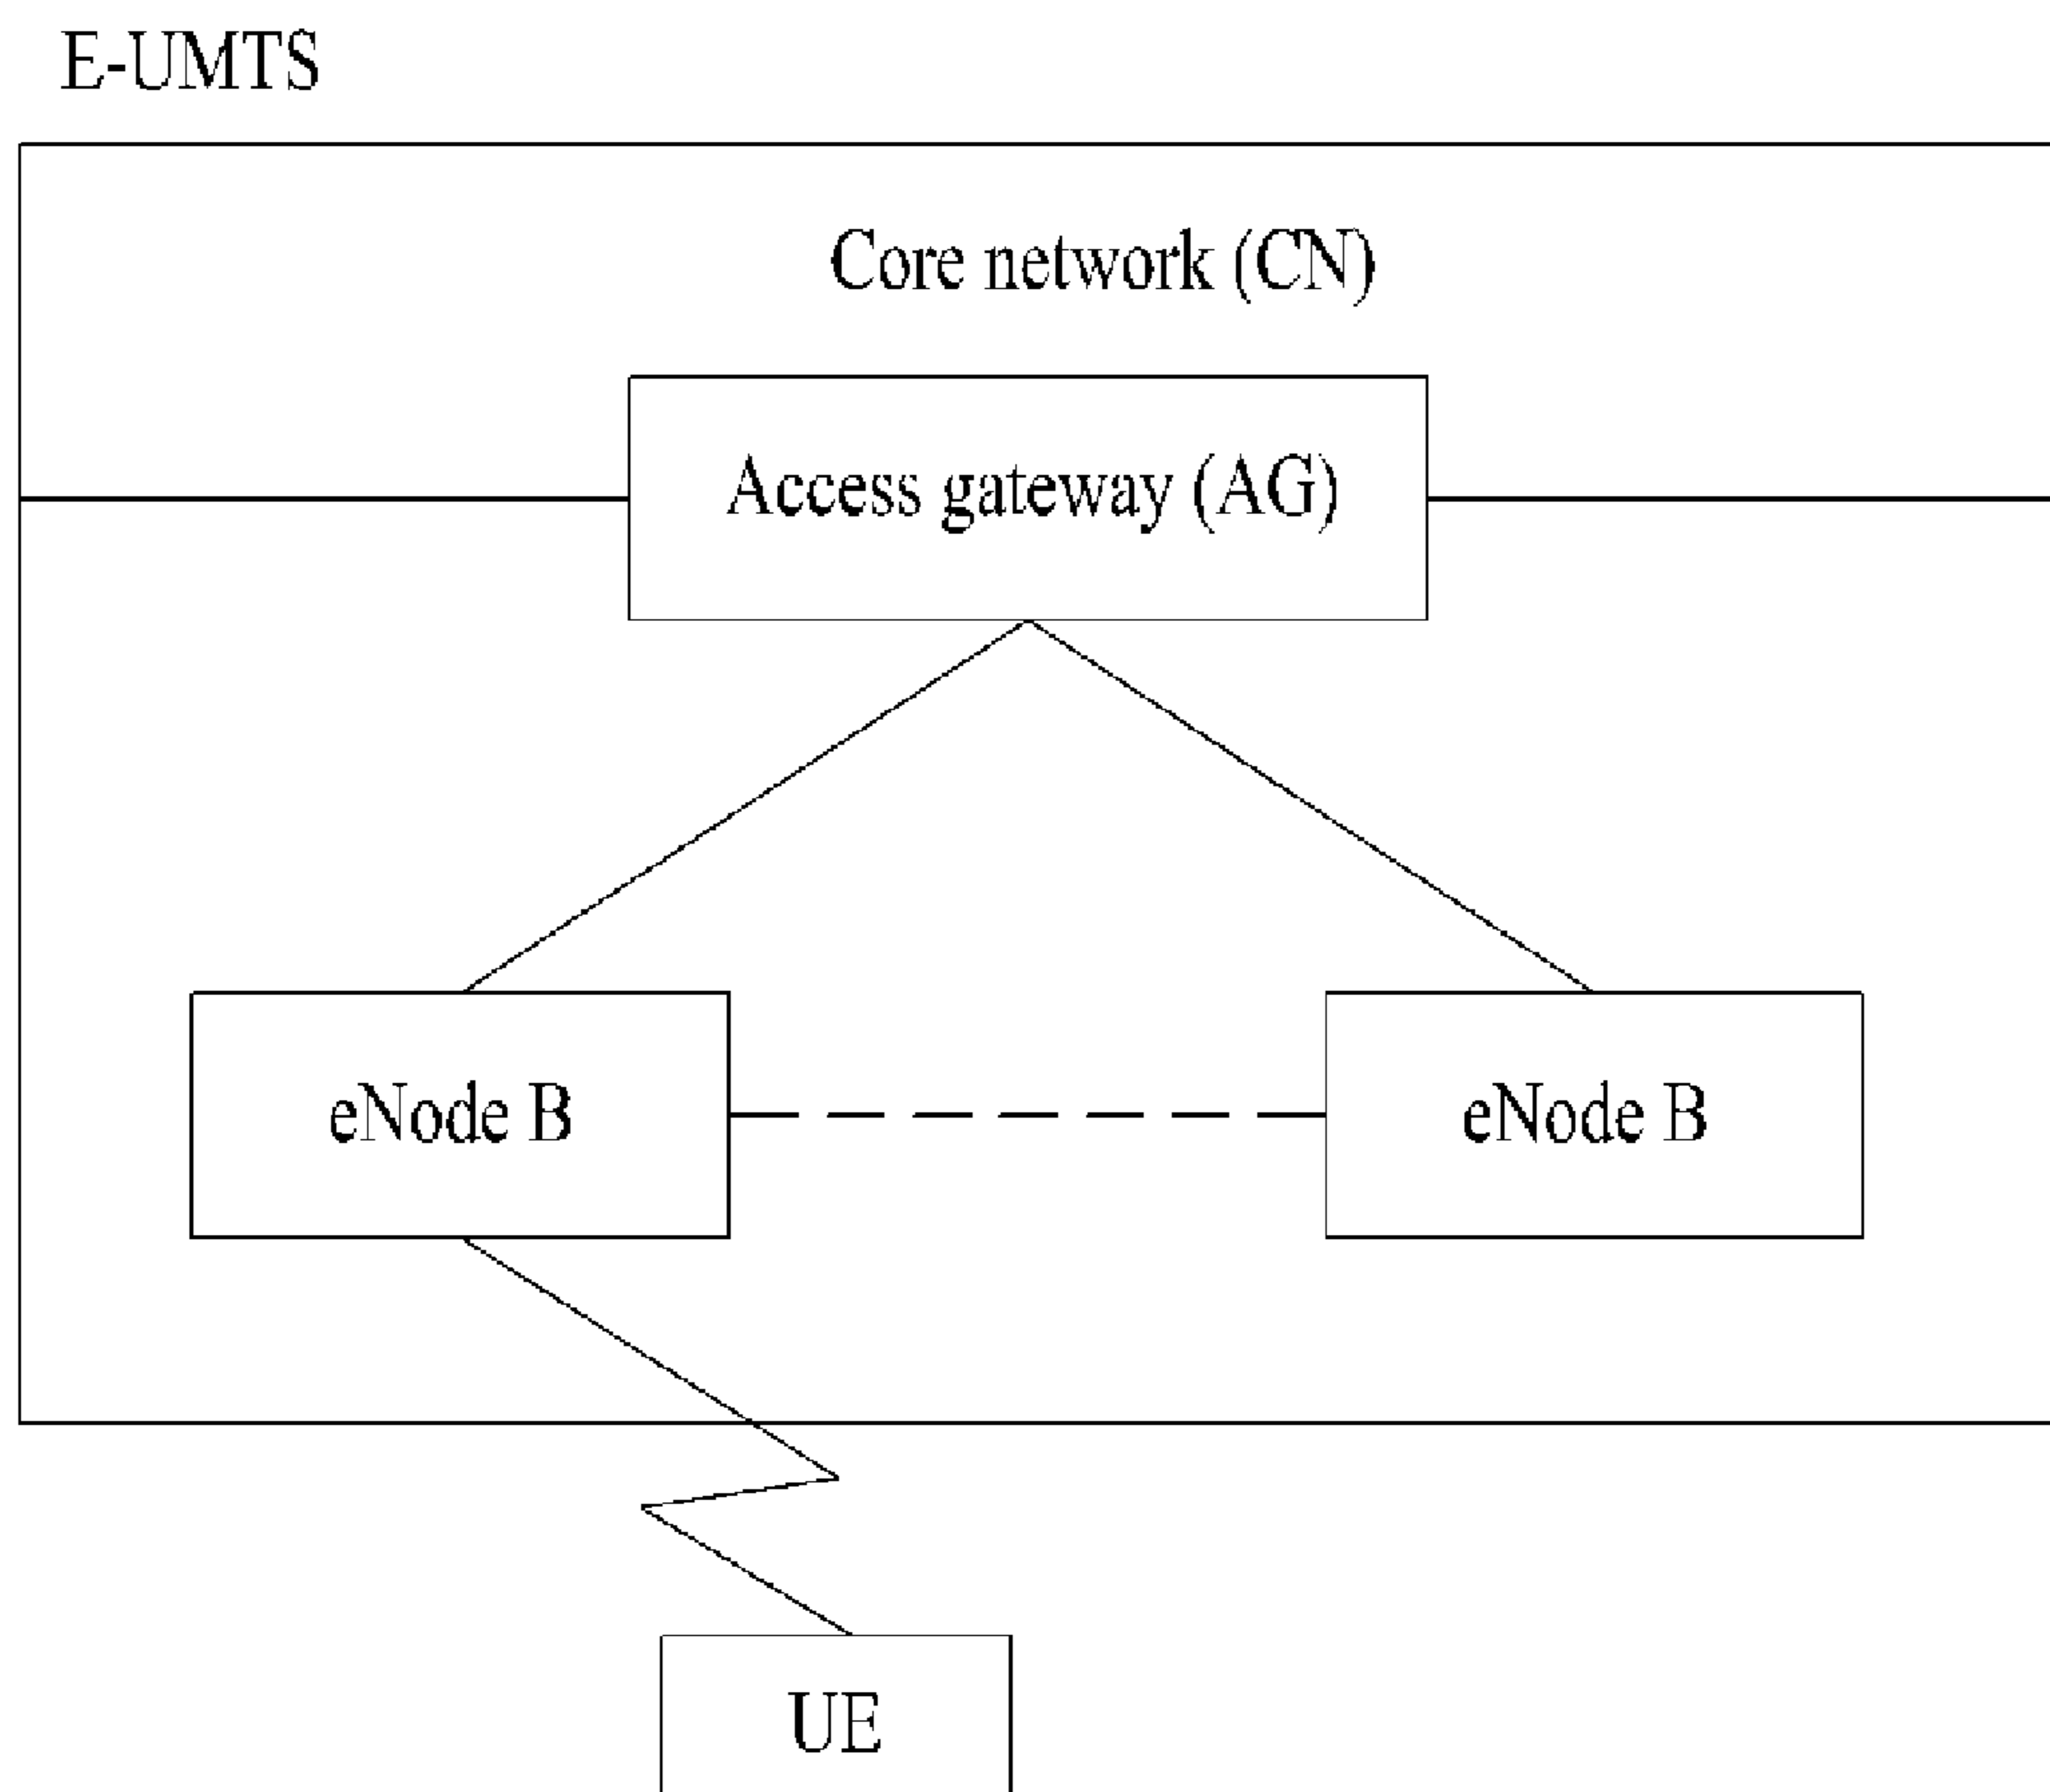 E-UMTS
Core network (CN)
Access gateway (AG)
eNode B
eNode B
UE